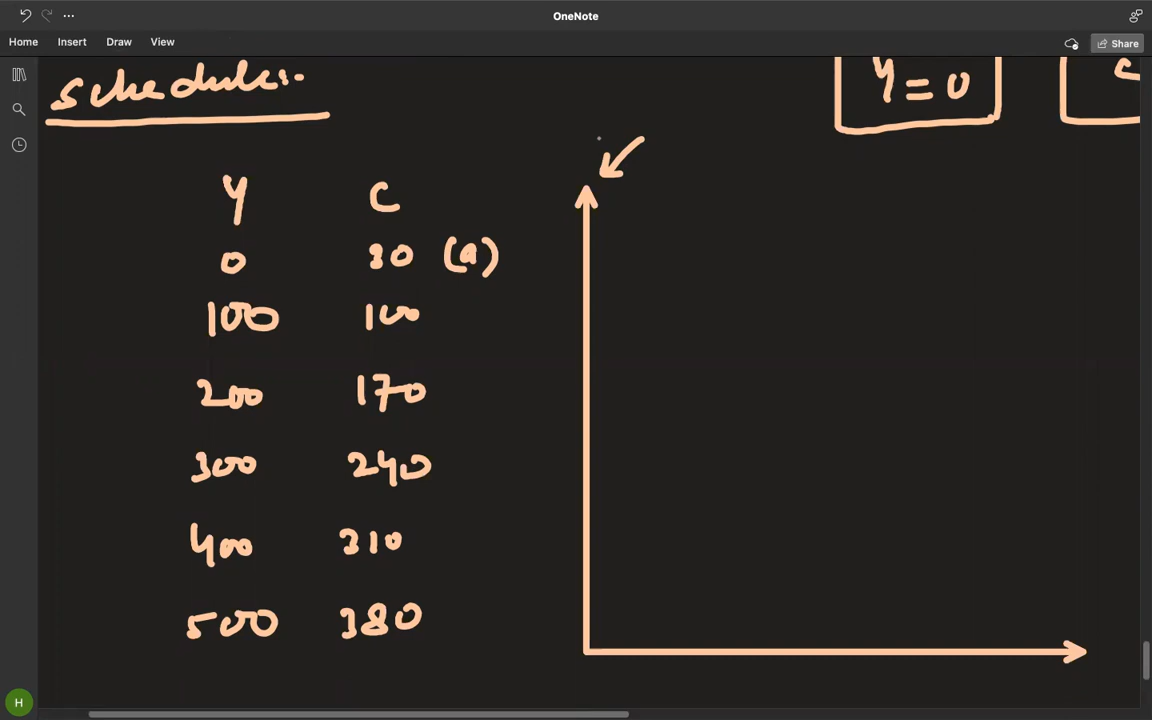 OneNote
Home Insert Draw View
Share
Schedule:-
Y = 0
C
Y C
0 30 (a)
100 100
200 170
300 240
400 310
500 380
H